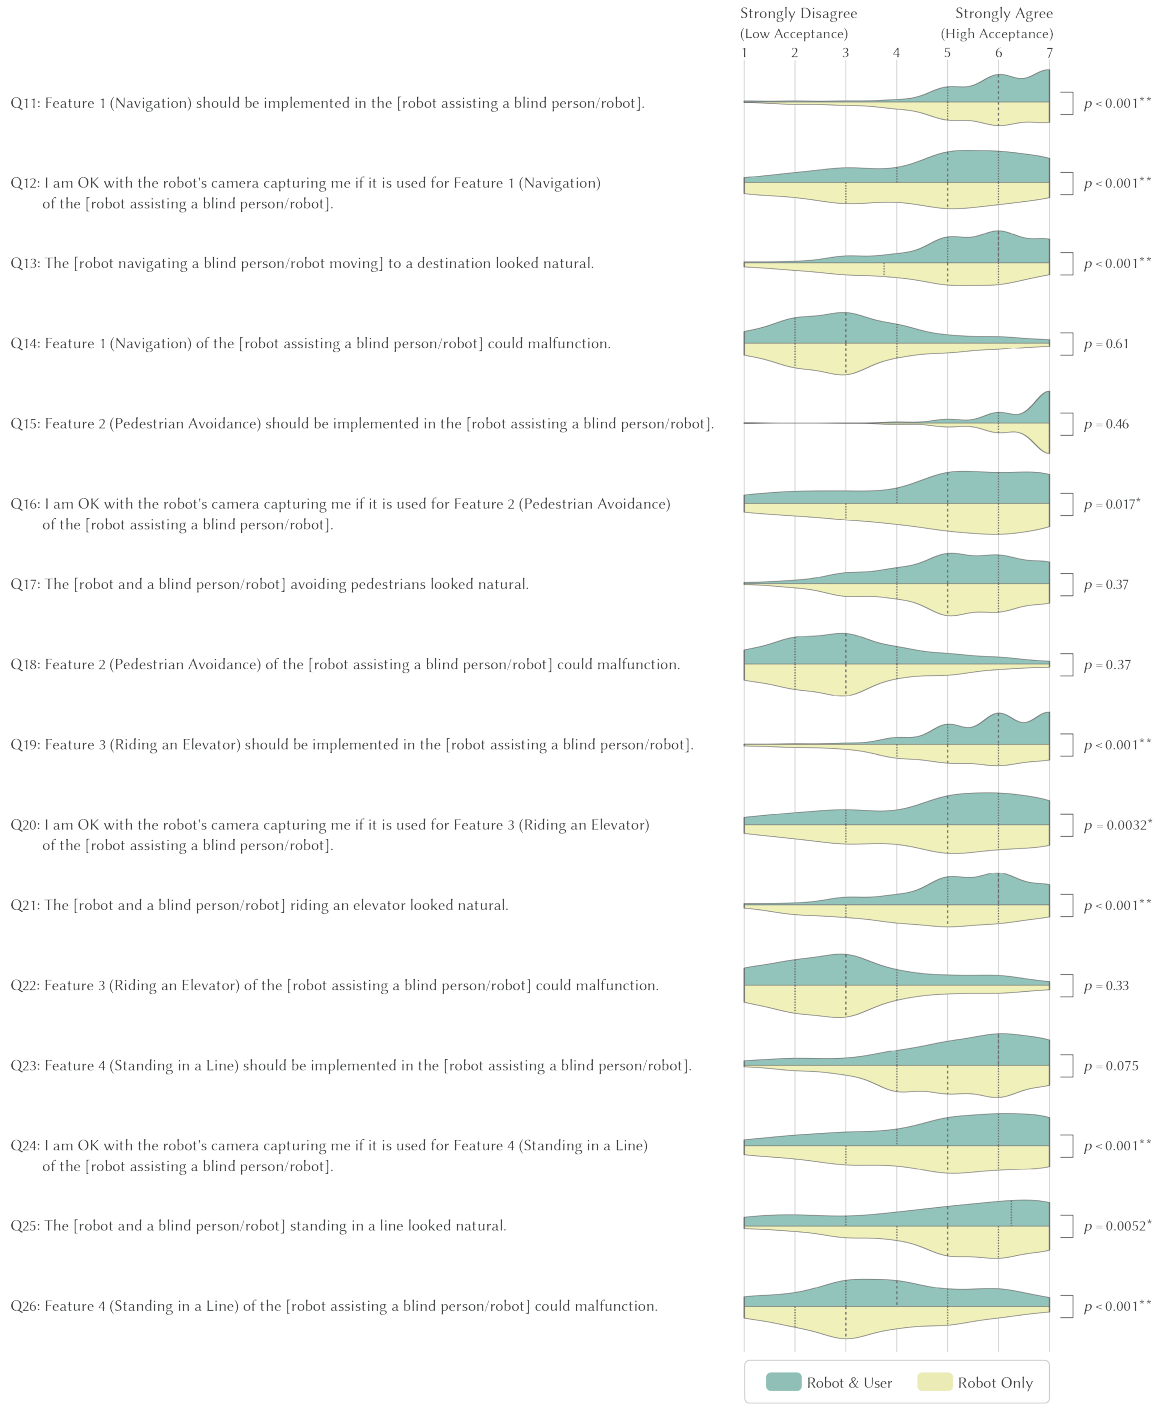 Strongly Disagree Strongly Agree
(Low Acceptance) (High Acceptance)
1 2 3 4 5 6 7
Q11: Feature 1 (Navigation) should be implemented in the [robot assisting a blind person/robot]. p < 0.001**
Q12: I am OK with the robot's camera capturing me if it is used for Feature 1 (Navigation) p < 0.001**
of the [robot assisting a blind person/robot].
Q13: The [robot navigating a blind person/robot moving] to a destination looked natural. p < 0.001**
Q14: Feature 1 (Navigation) of the [robot assisting a blind person/robot] could malfunction. p = 0.61
Q15: Feature 2 (Pedestrian Avoidance) should be implemented in the [robot assisting a blind person/robot]. p = 0.46
Q16: I am OK with the robot's camera capturing me if it is used for Feature 2 (Pedestrian Avoidance) p = 0.017*
of the [robot assisting a blind person/robot].
Q17: The [robot and a blind person/robot] avoiding pedestrians looked natural. p = 0.37
Q18: Feature 2 (Pedestrian Avoidance) of the [robot assisting a blind person/robot] could malfunction. p = 0.37
Q19: Feature 3 (Riding an Elevator) should be implemented in the [robot assisting a blind person/robot]. p < 0.001**
Q20: I am OK with the robot's camera capturing me if it is used for Feature 3 (Riding an Elevator) p = 0.0032*
of the [robot assisting a blind person/robot].
Q21: The [robot and a blind person/robot] riding an elevator looked natural. p < 0.001**
Q22: Feature 3 (Riding an Elevator) of the [robot assisting a blind person/robot] could malfunction. p = 0.33
Q23: Feature 4 (Standing in a Line) should be implemented in the [robot assisting a blind person/robot]. p = 0.075
Q24: I am OK with the robot's camera capturing me if it is used for Feature 4 (Standing in a Line) p < 0.001**
of the [robot assisting a blind person/robot].
Q25: The [robot and a blind person/robot] standing in a line looked natural. p = 0.0052*
Q26: Feature 4 (Standing in a Line) of the [robot assisting a blind person/robot] could malfunction. p < 0.001**
Robot & User Robot Only